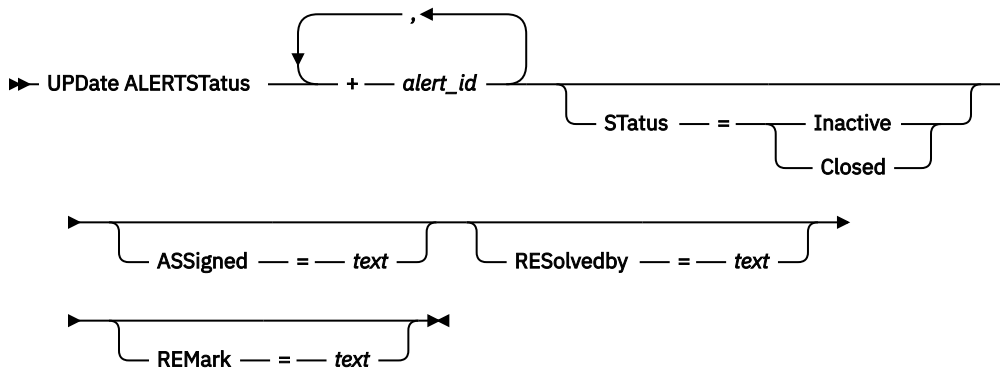 ,
UPDate ALERTSTatus + alert_id
STatus = Inactive
Closed
ASSigned = text RESolvedby = text
REMark = text